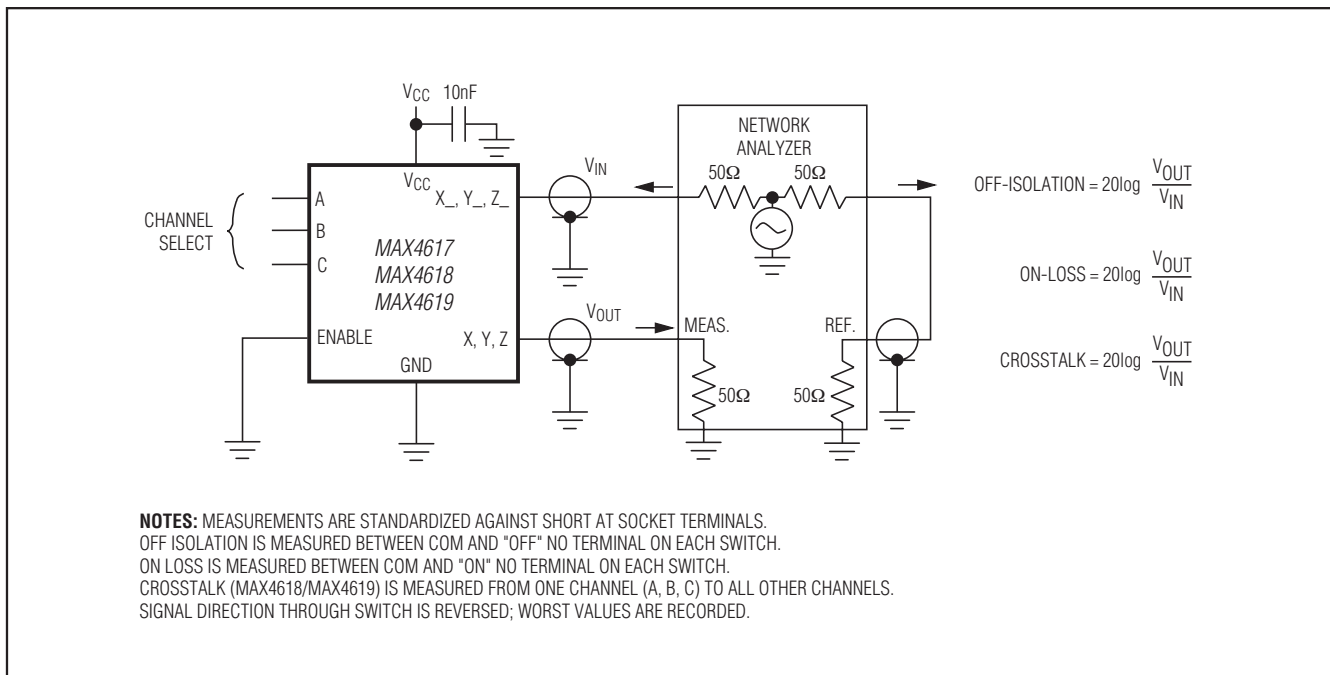 VCC 10nF
VCC
A
B
C
CHANNEL
SELECT
ENABLE
MAX4617
MAX4618
MAX4619
X_, Y_, Z_
X, Y, Z
GND
VIN
VOUT
NETWORK
ANALYZER
50Ω 50Ω
MEAS. REF.
50Ω 50Ω
OFF-ISOLATION = 20log VOUT
VIN
ON-LOSS = 20log VOUT
VIN
CROSSTALK = 20log VOUT
VIN
NOTES: MEASUREMENTS ARE STANDARDIZED AGAINST SHORT AT SOCKET TERMINALS.
OFF ISOLATION IS MEASURED BETWEEN COM AND "OFF" NO TERMINAL ON EACH SWITCH.
ON LOSS IS MEASURED BETWEEN COM AND "ON" NO TERMINAL ON EACH SWITCH.
CROSSTALK (MAX4618/MAX4619) IS MEASURED FROM ONE CHANNEL (A, B, C) TO ALL OTHER CHANNELS.
SIGNAL DIRECTION THROUGH SWITCH IS REVERSED; WORST VALUES ARE RECORDED.